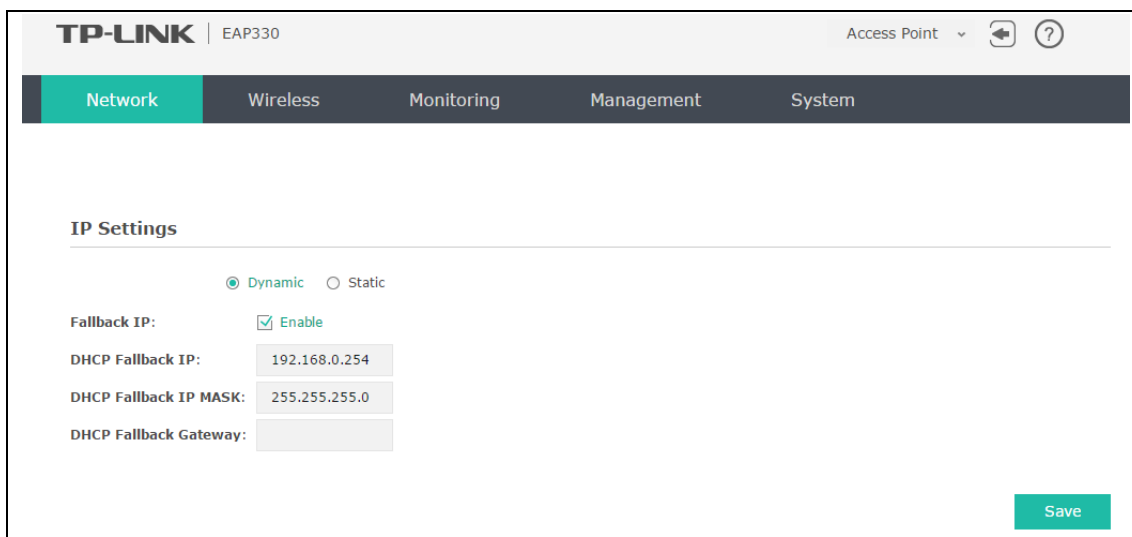 TP-LINK | EAP330 Access Point ?
Network Wireless Monitoring Management System
IP Settings
Dynamic Static
Fallback IP: Enable
DHCP Fallback IP: 192.168.0.254
DHCP Fallback IP MASK: 255.255.255.0
DHCP Fallback Gateway:
Save